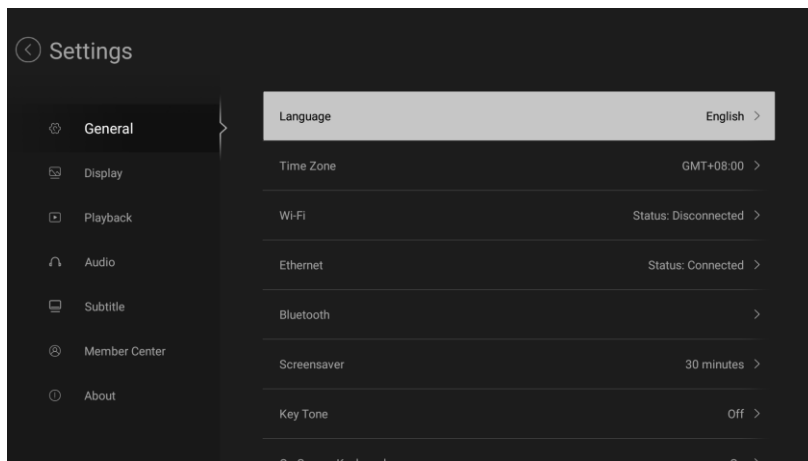 Settings
General
Display
Playback
Audio
Subtitle
Member Center
About
Language English
Time Zone GMT+08:00
Wi-Fi Status: Disconnected
Ethernet Status: Connected
Bluetooth
Screensaver 30 minutes
Key Tone Off